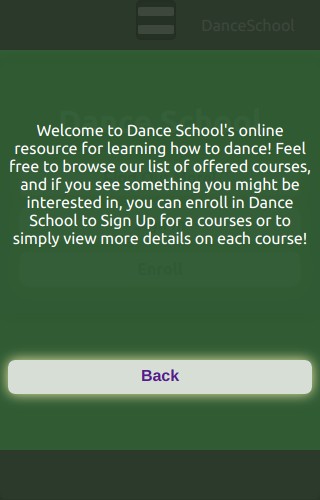 DanceSchool
Dance School
Welcome to Dance School's online
resource for learning how to dance! Feel
free to browse our list of offered courses,
and if you see something you might be
interested in, you can enroll in Dance
School to Sign Up for a courses or to
simply view more details on each course!
Enroll
Back